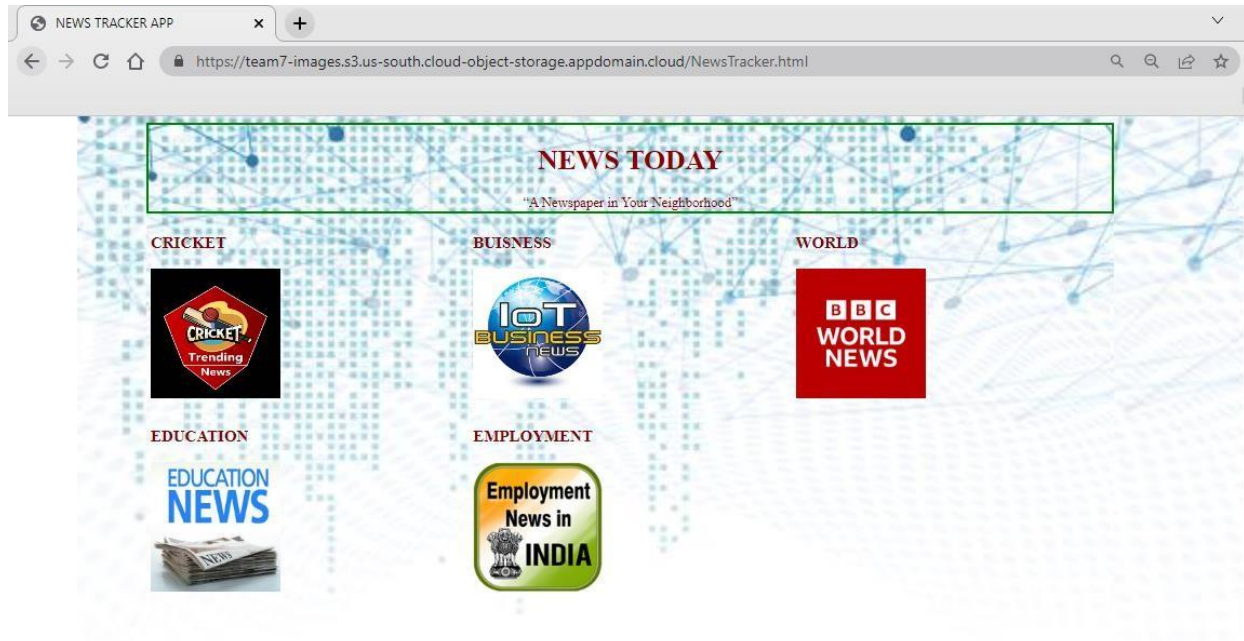 NEWS TRACKER APP
https://team7-images.s3.us-south.cloud-object-storage.appdomain.cloud/NewsTracker.html
NEWS TODAY
“A Newspaper in Your Neighborhood”
CRICKET
BUISNESS
WORLD
CRICKET
Trending
News
IoT
BUSINESS
NEWS
BBC
WORLD
NEWS
EDUCATION
EMPLOYMENT
EDUCATION
NEWS
NEWS
Employment
News in
INDIA